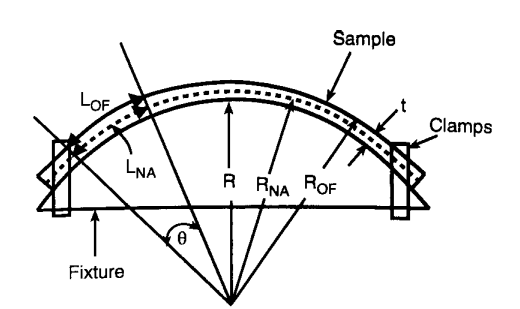 Sample
L_OF
t
Clamps
L_NA
R
R_NA
R_OF
θ
Fixture